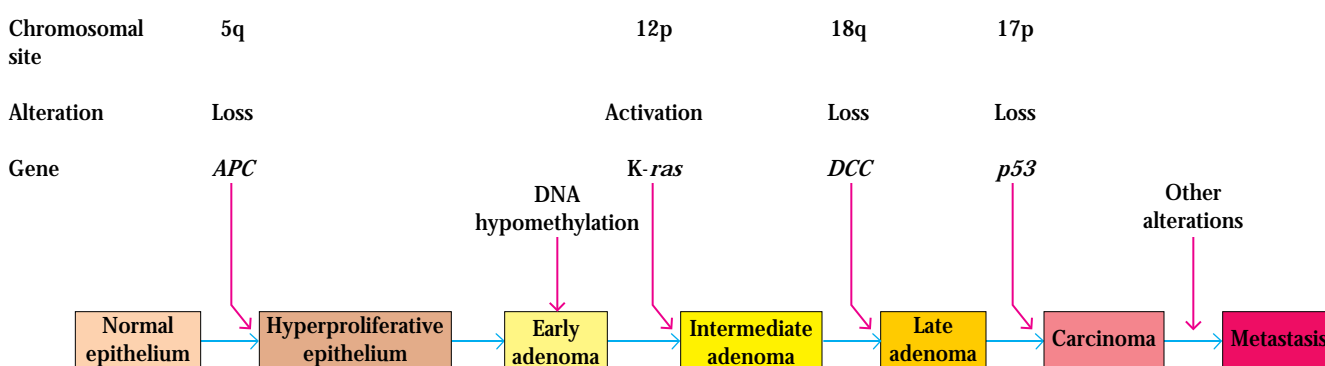 Chromosomal 5q 12p 18q 17p
site
Alteration Loss Activation Loss Loss
Gene APC K-ras DCC p53
DNA
hypomethylation
Other
alterations
Normal
epithelium
Hyperproliferative
epithelium
Early
adenoma
Intermediate
adenoma
Late
adenoma
Carcinoma
Metastasis